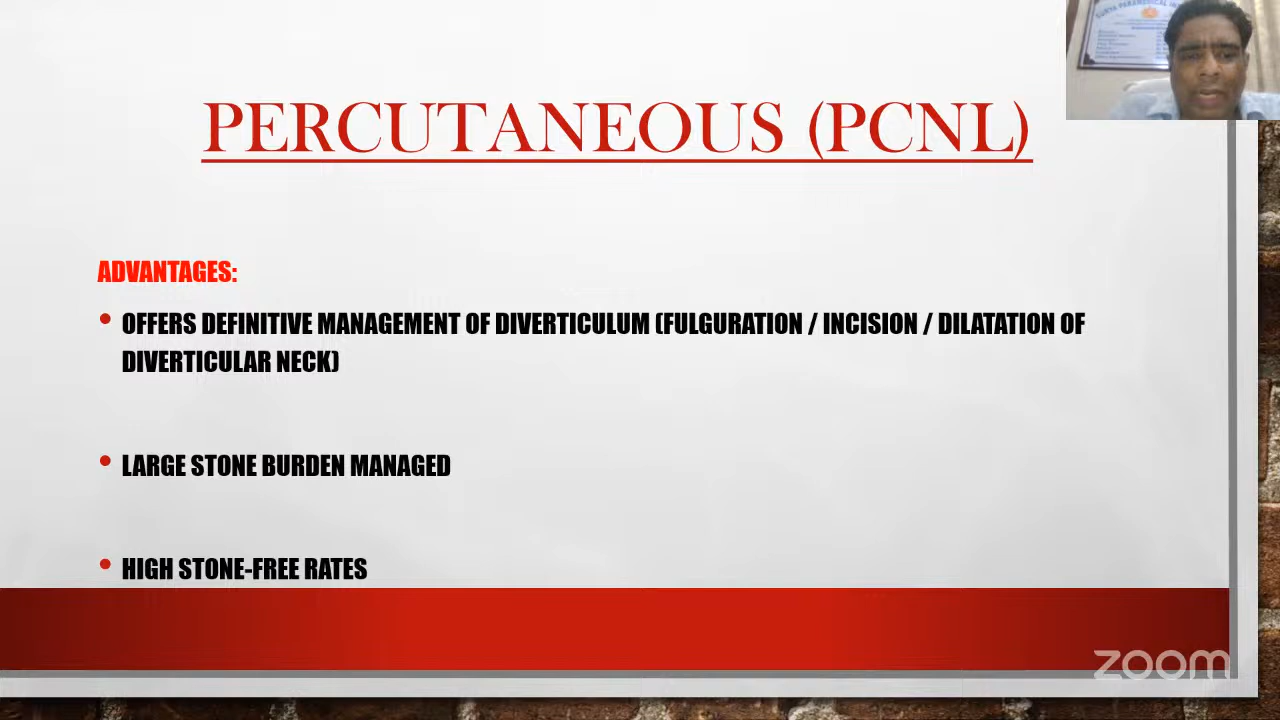 PERCUTANEOUS (PCNL)
ADVANTAGES:
• OFFERS DEFINITIVE MANAGEMENT OF DIVERTICULUM (FULGURATION / INCISION / DILATATION OF
DIVERTICULAR NECK)
• LARGE STONE BURDEN MANAGED
• HIGH STONE-FREE RATES
zoom